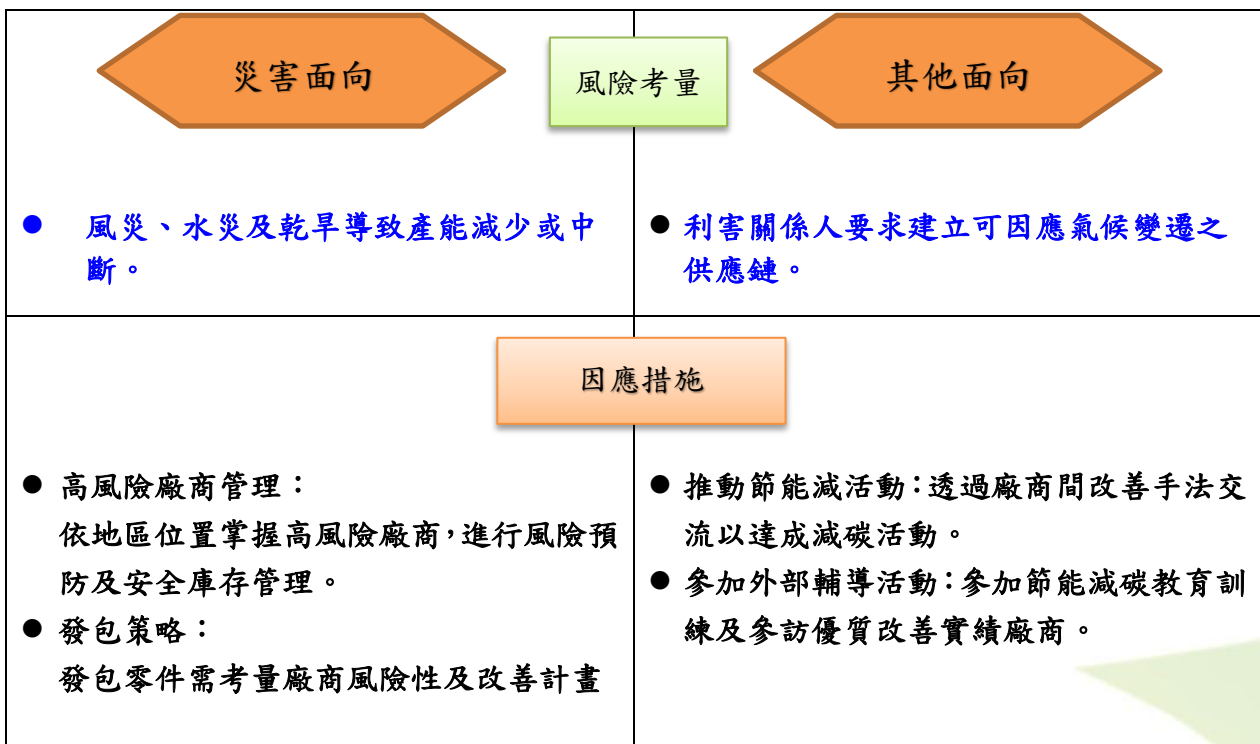 災害面向
風險考量
其他面向
● 風災、水災及乾旱導致產能減少或中
斷。
● 利害關係人要求建立可因應氣候變遷之
供應鏈。
因應措施
● 高風險廠商管理：
依地區位置掌握高風險廠商，進行風險預
防及安全庫存管理。
● 發包策略：
發包零件需考量廠商風險性及改善計畫
● 推動節能減活動：透過廠商間改善手法交
流以達成減碳活動。
● 參加外部輔導活動：參加節能減碳教育訓
練及參訪優質改善實績廠商。